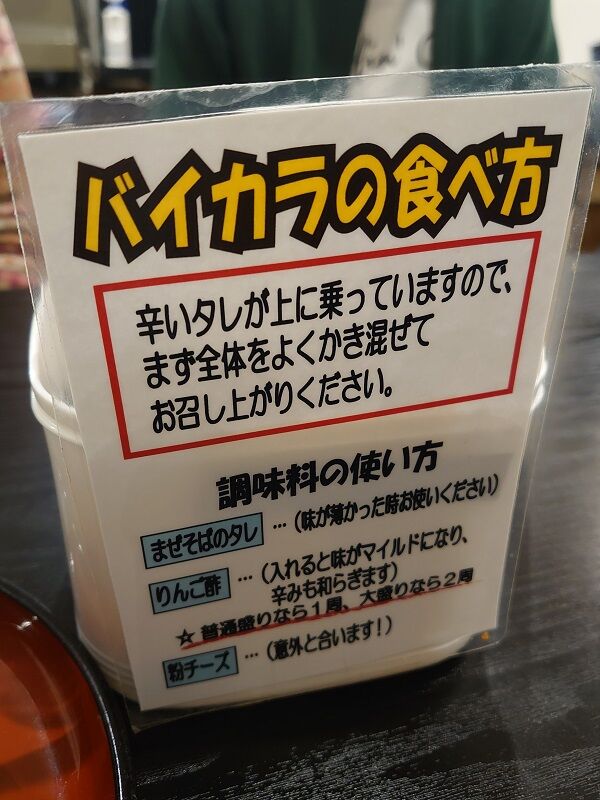 バイカラの食べ方
辛いタレが上に乗っていますので、
まず全体をよくかき混ぜて
お召し上がりください。
調味料の使い方
まぜそばのタレ … (味が薄かった時お使いください)
りんご酢 … (入れると味がマイルドになり、
辛みも和らぎます)
☆ 普通盛りなら1周、大盛りなら2周
粉チーズ … (意外と合います!)